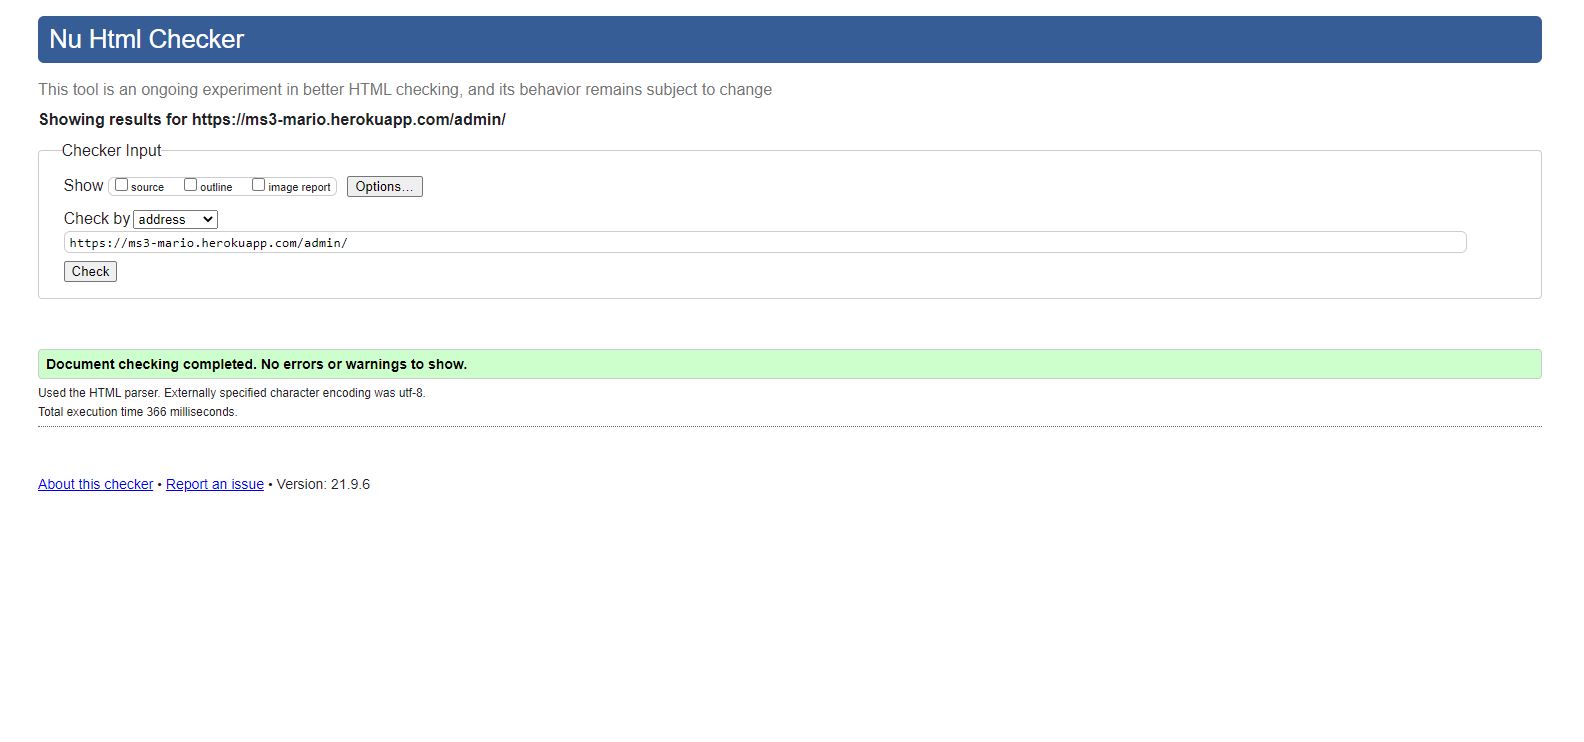 Nu Html Checker
This tool is an ongoing experiment in better HTML checking, and its behavior remains subject to change
Showing results for https://ms3-mario.herokuapp.com/admin/
Checker Input
Show source outline image report Options...
Check by address
https://ms3-mario.herokuapp.com/admin/
Check
Document checking completed. No errors or warnings to show.
Used the HTML parser. Externally specified character encoding was utf-8.
Total execution time 366 milliseconds.
About this checker • Report an issue • Version: 21.9.6